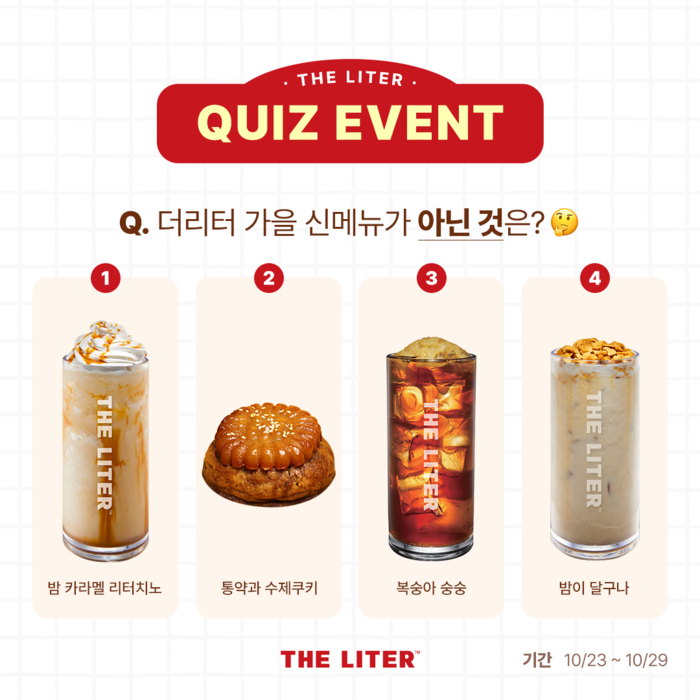 · THE LITER ·
QUIZ EVENT
Q. 더리터 가을 신메뉴가 아닌 것은?🤔
1
2
3
4
THE LITER
THE LITER
THE LITER
밤 카라멜 리터치노
통약과 수제쿠키
복숭아 숭숭
밤이 달구나
THE LITER™
기간 10/23 ~ 10/29